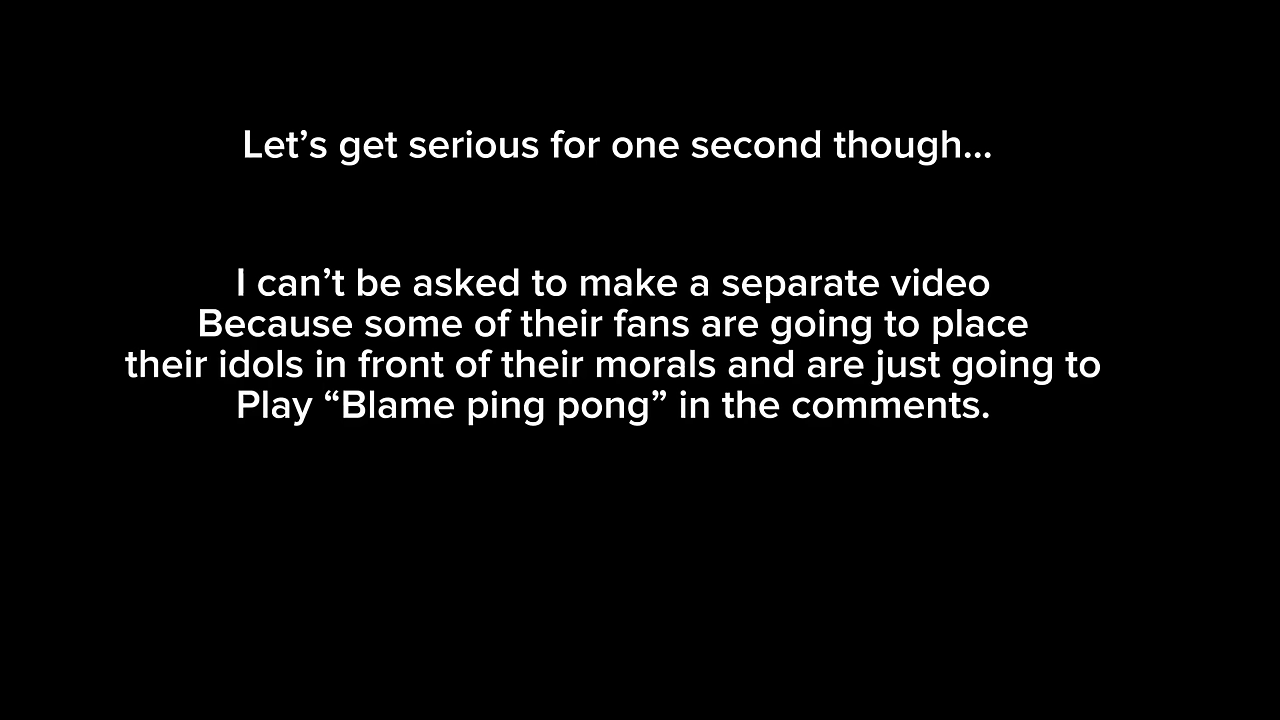 Let’s get serious for one second though...
I can’t be asked to make a separate video
Because some of their fans are going to place
their idols in front of their morals and are just going to
Play “Blame ping pong” in the comments.